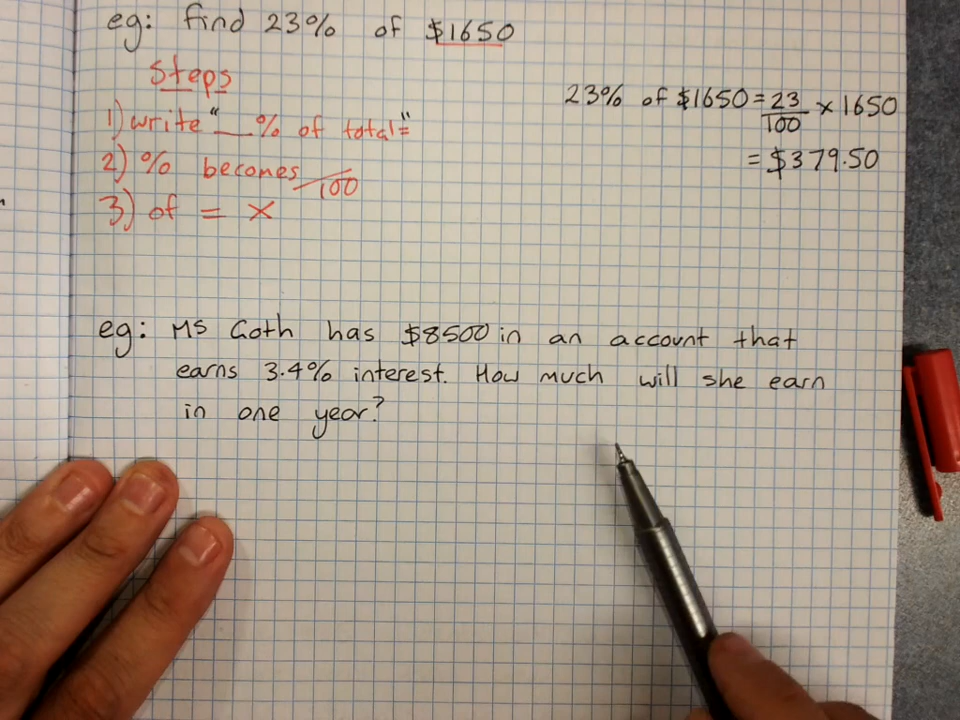 eg: find 23% of $1650
Steps
1) write "__% of total="
2) % becomes /100
3) of = ×
23% of $1650 = 23/100 × 1650
= $379.50
eg: Ms Goth has $8500 in an account that
earns 3.4% interest. How much will she earn
in one year?